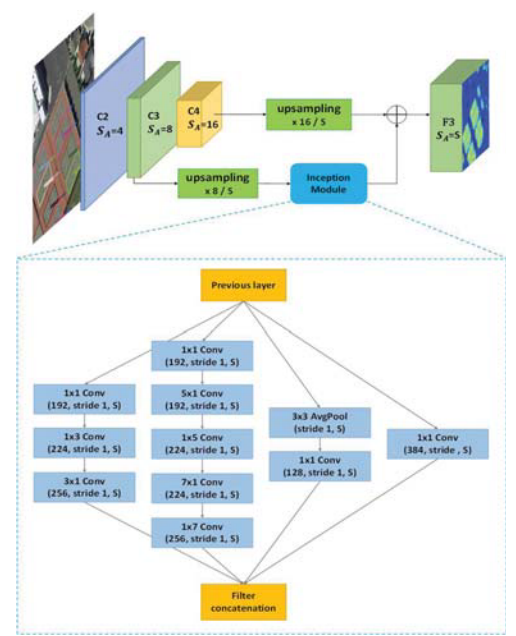 C2
S_A=4
C3
S_A=8
C4
S_A=16
upsampling
x 16 / S
F3
S_A=S
upsampling
x 8 / S
Inception
Module
Previous layer
1x1 Conv
(192, stride 1, S)
1x3 Conv
(224, stride 1, S)
3x1 Conv
(256, stride 1, S)
1x1 Conv
(192, stride 1, S)
5x1 Conv
(192, stride 1, S)
1x5 Conv
(224, stride 1, S)
7x1 Conv
(224, stride 1, S)
1x7 Conv
(256, stride 1, S)
3x3 AvgPool
(stride 1, S)
1x1 Conv
(128, stride 1, S)
1x1 Conv
(384, stride , S)
Filter
concatenation